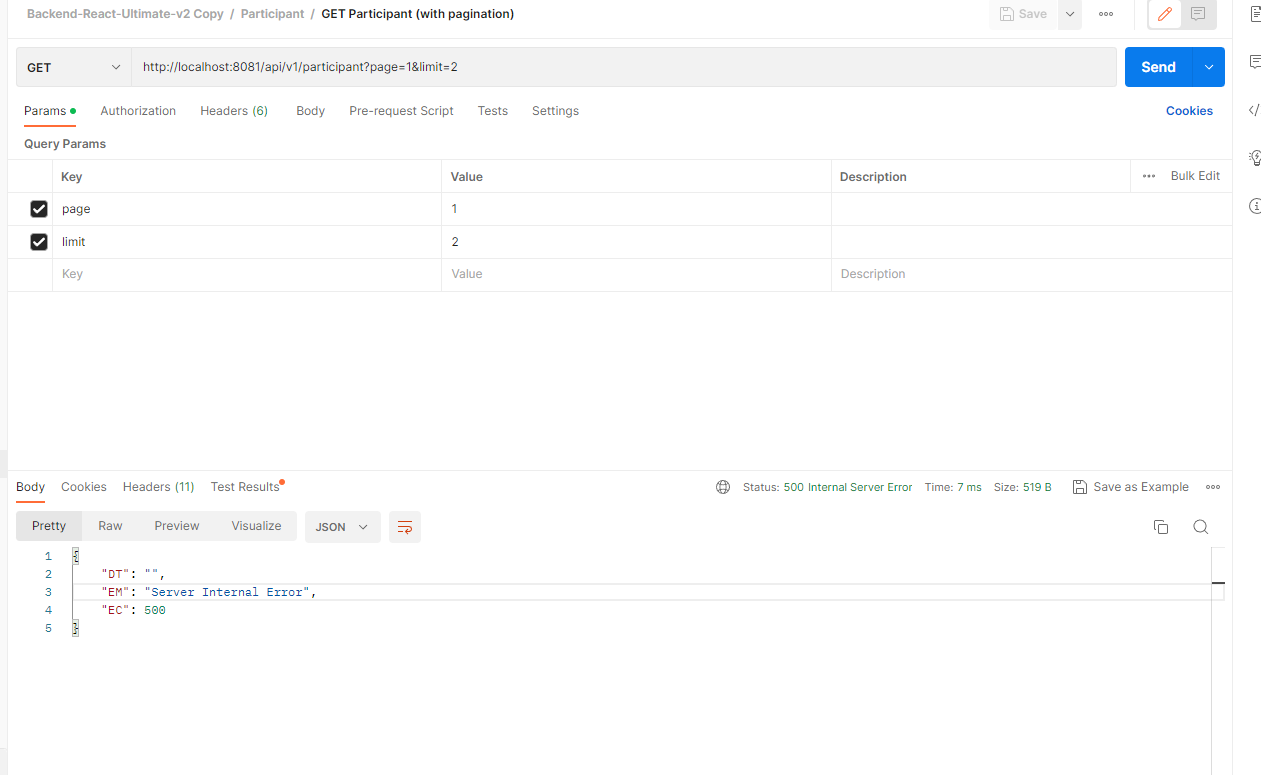 Backend-React-Ultimate-v2 Copy / Participant / GET Participant (with pagination)
Save
GET
http://localhost:8081/api/v1/participant?page=1&limit=2
Send
Params Authorization Headers (6) Body Pre-request Script Tests Settings Cookies
Query Params
Key Value Description Bulk Edit
page 1
limit 2
Key Value Description
Body Cookies Headers (11) Test Results Status: 500 Internal Server Error Time: 7 ms Size: 519 B Save as Example
Pretty Raw Preview Visualize JSON
1 {
2 "DT": "",
3 "EM": "Server Internal Error",
4 "EC": 500
5 }